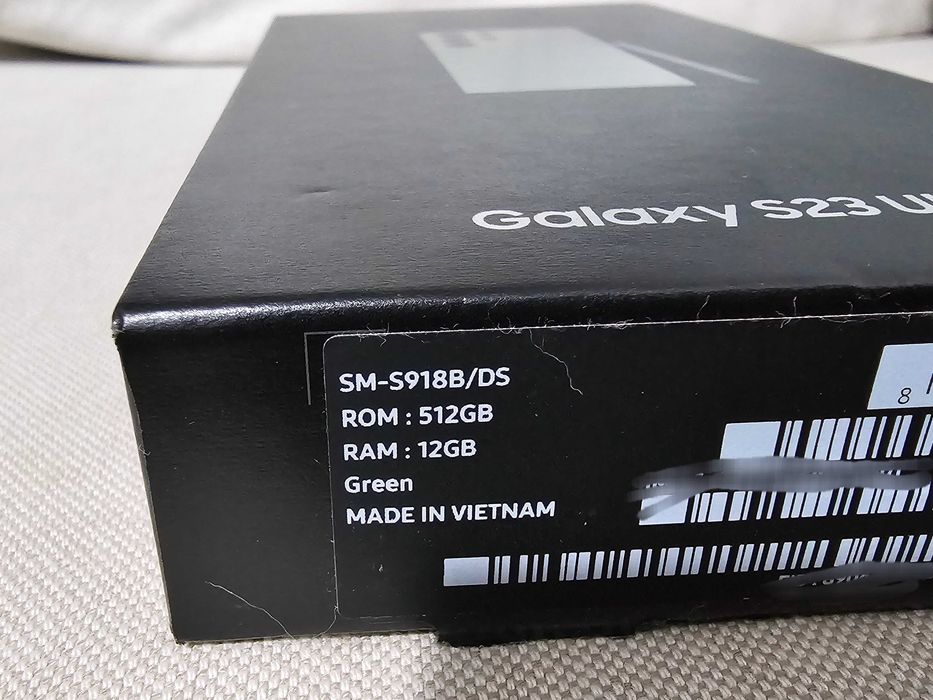 Galaxy S23
SM-S918B/DS
ROM : 512GB
RAM : 12GB
Green
MADE IN VIETNAM
8